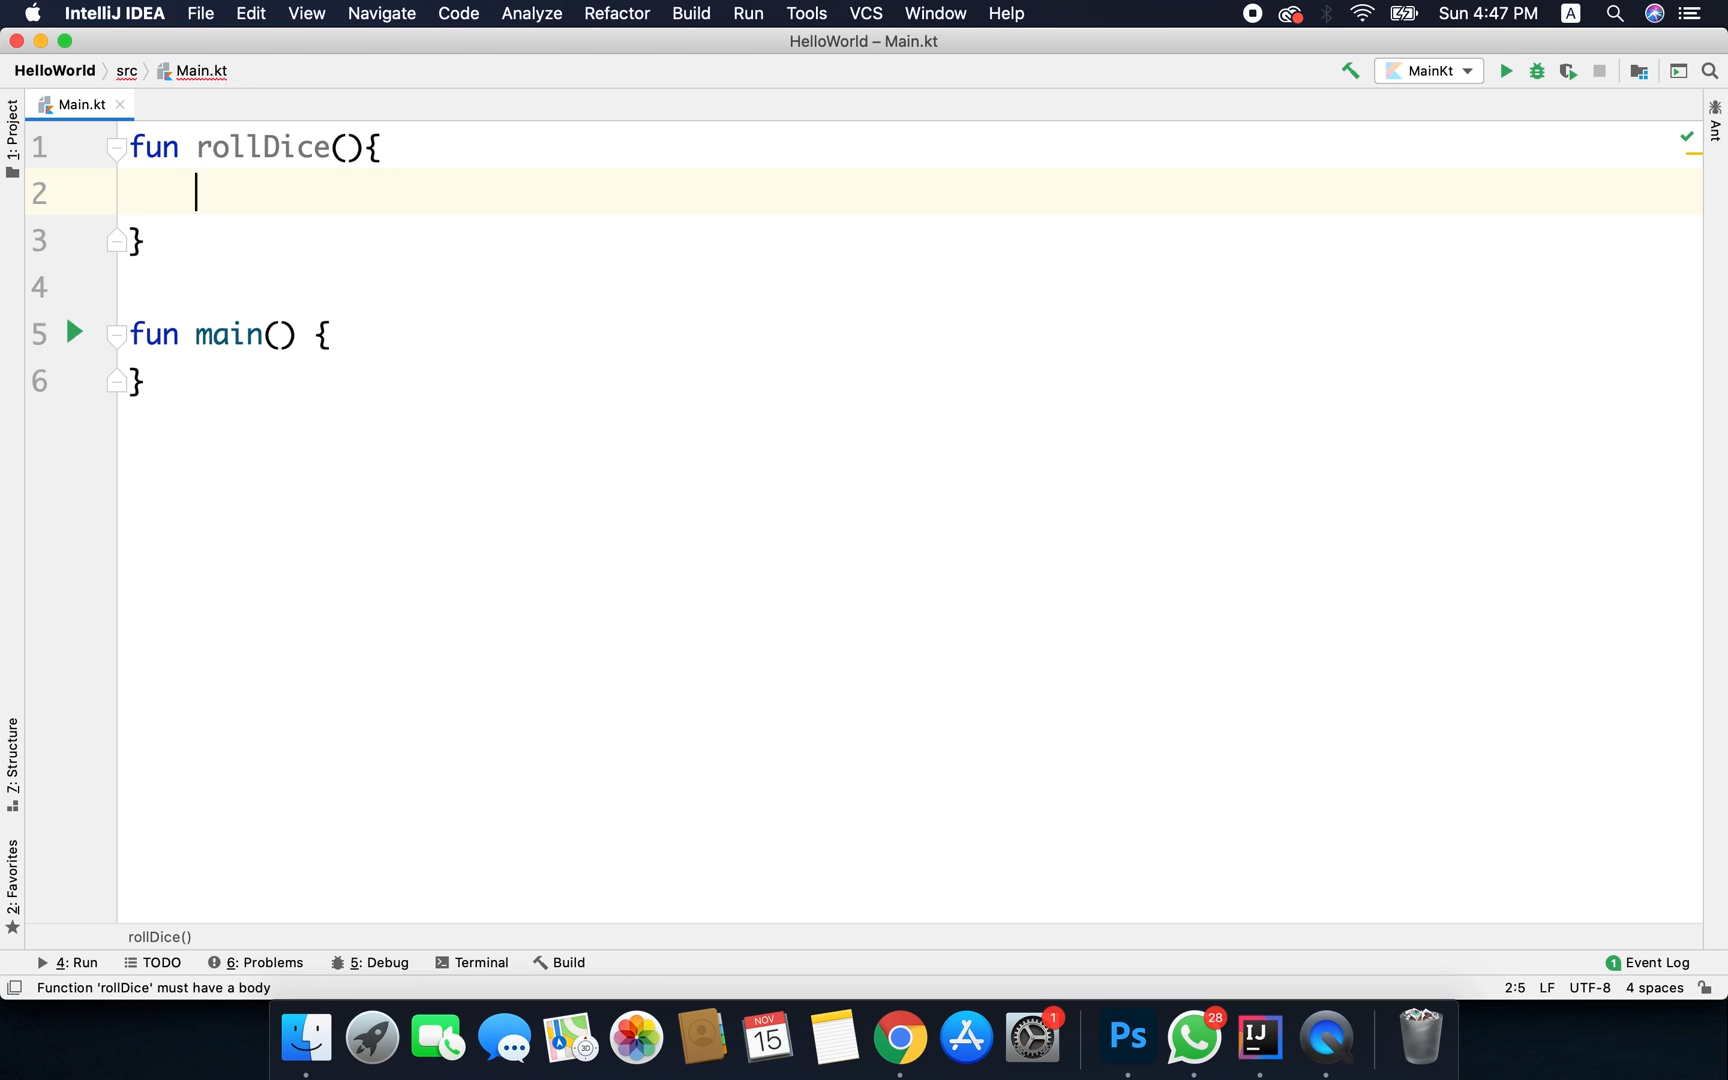 IntelliJ IDEA File Edit View Navigate Code Analyze Refactor Build Run Tools VCS Window Help Sun 4:47 PM A
HelloWorld – Main.kt
HelloWorld src Main.kt MainKt
Main.kt
1: Project
Ant
1 fun rollDice(){
2
3 }
4
5 fun main() {
6 }
7: Structure
2: Favorites
rollDice()
4: Run TODO 6: Problems 5: Debug Terminal Build 1 Event Log
Function 'rollDice' must have a body 2:5 LF UTF-8 4 spaces
3D NOV 15 1 Ps 28 IJ